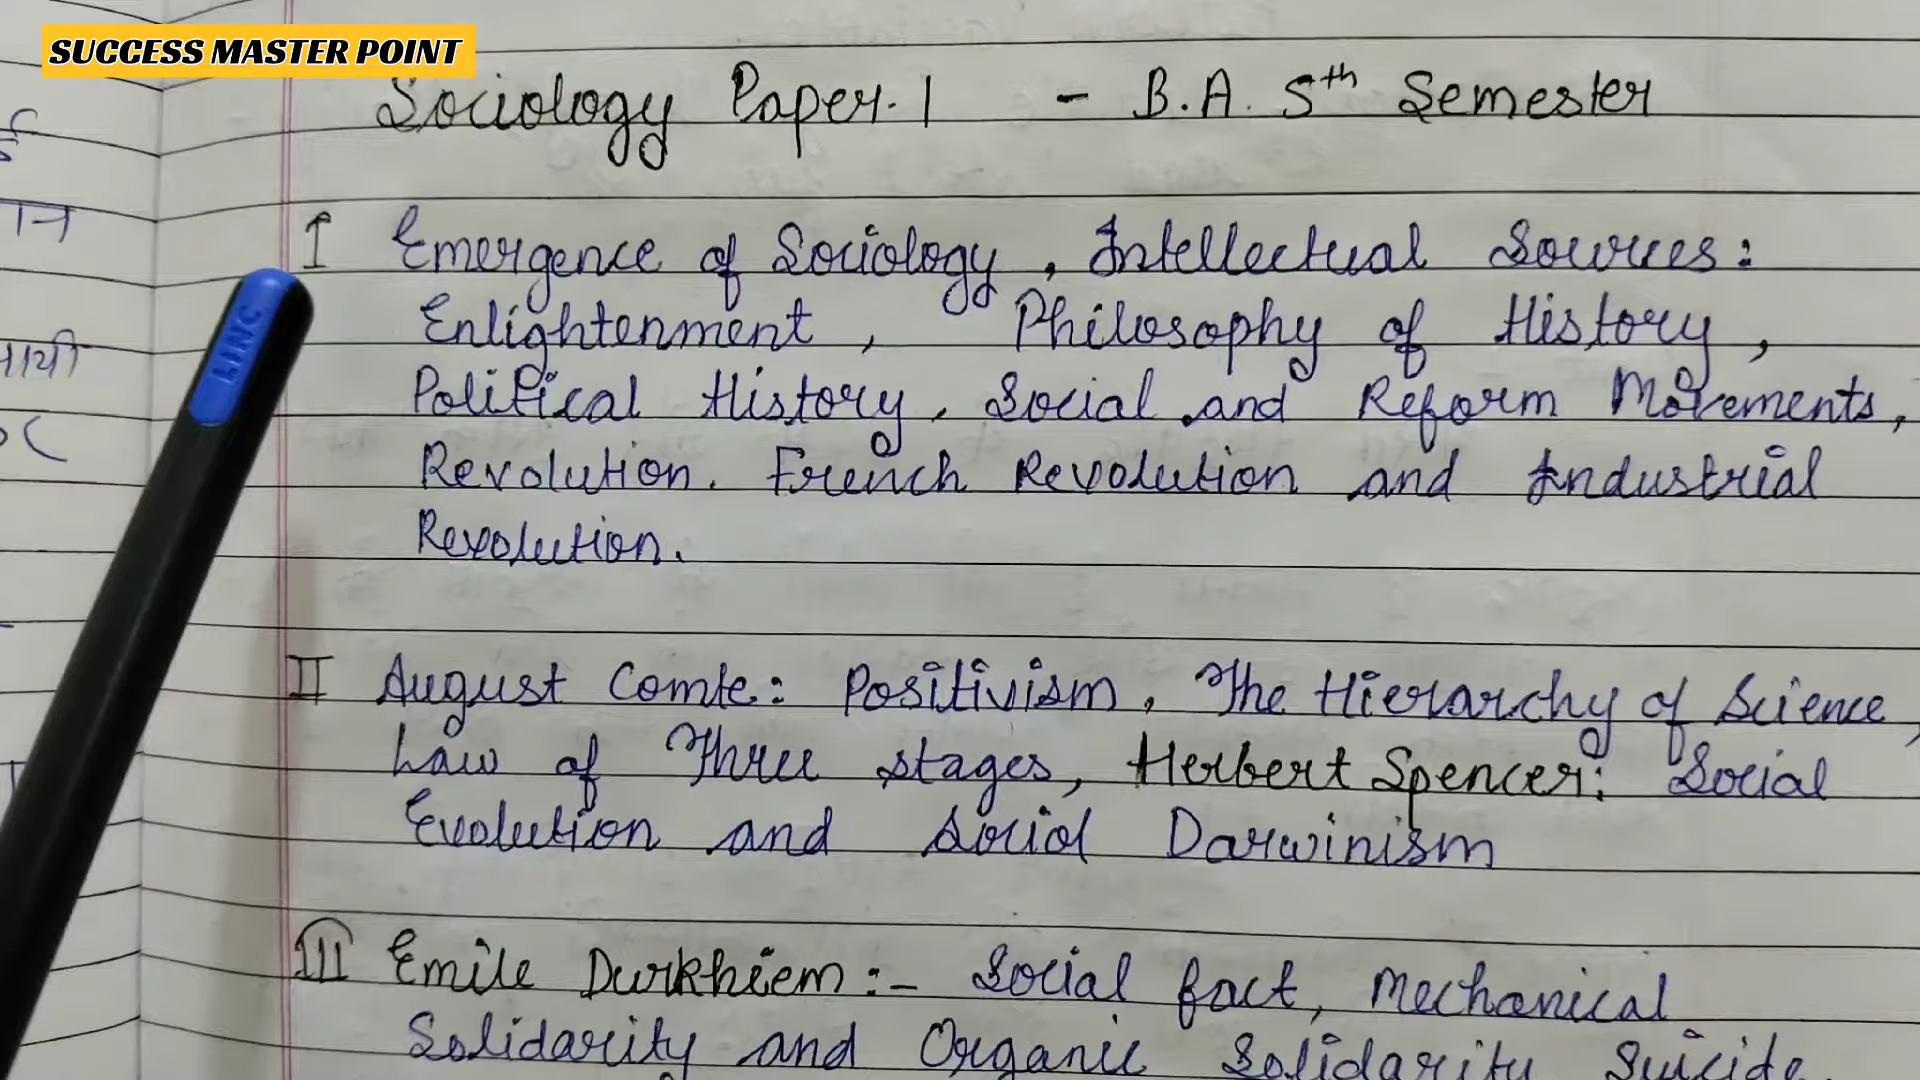 SUCCESS MASTER POINT
Sociology Paper. 1 - B.A. 5th Semester
I Emergence of Sociology, Intellectual Sources:
Enlightenment, Philosophy of History,
Political History, Social and Reform Movements,
Revolution. French Revolution and Industrial
Revolution.
II August Comte: Positivism, The Hierarchy of Science,
Law of Three stages, Herbert Spencer: Social
Evolution and Social Darwinism
III Emile Durkhiem:- Social fact, Mechanical
Solidarity and Organic Solidarity Suicide.
LINC